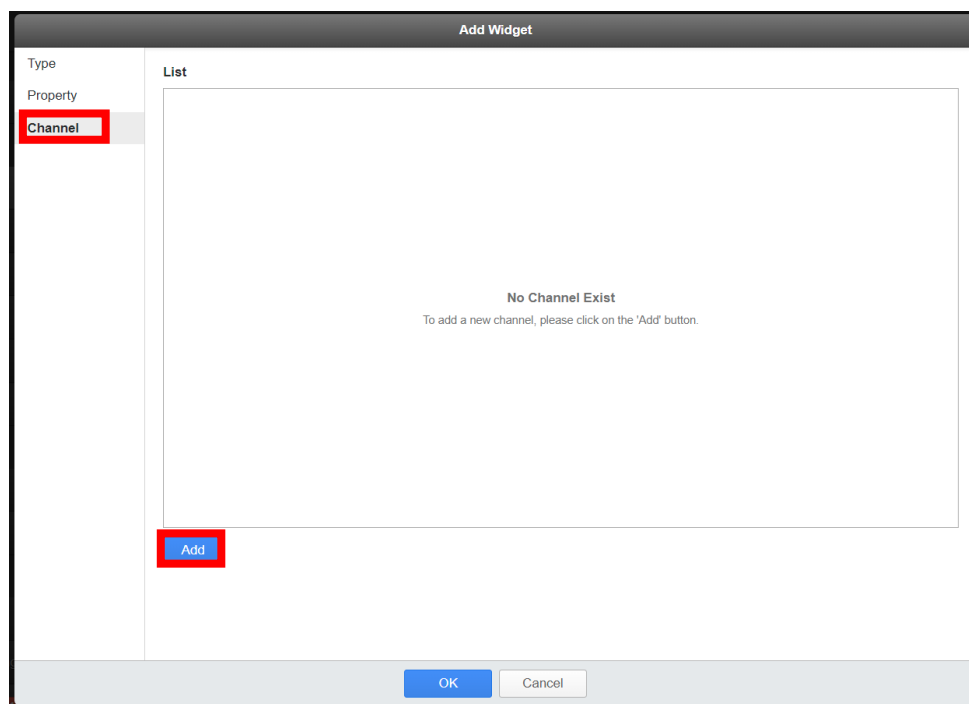 Add Widget
Type
Property
Channel
List
No Channel Exist
To add a new channel, please click on the 'Add' button.
Add
OK
Cancel